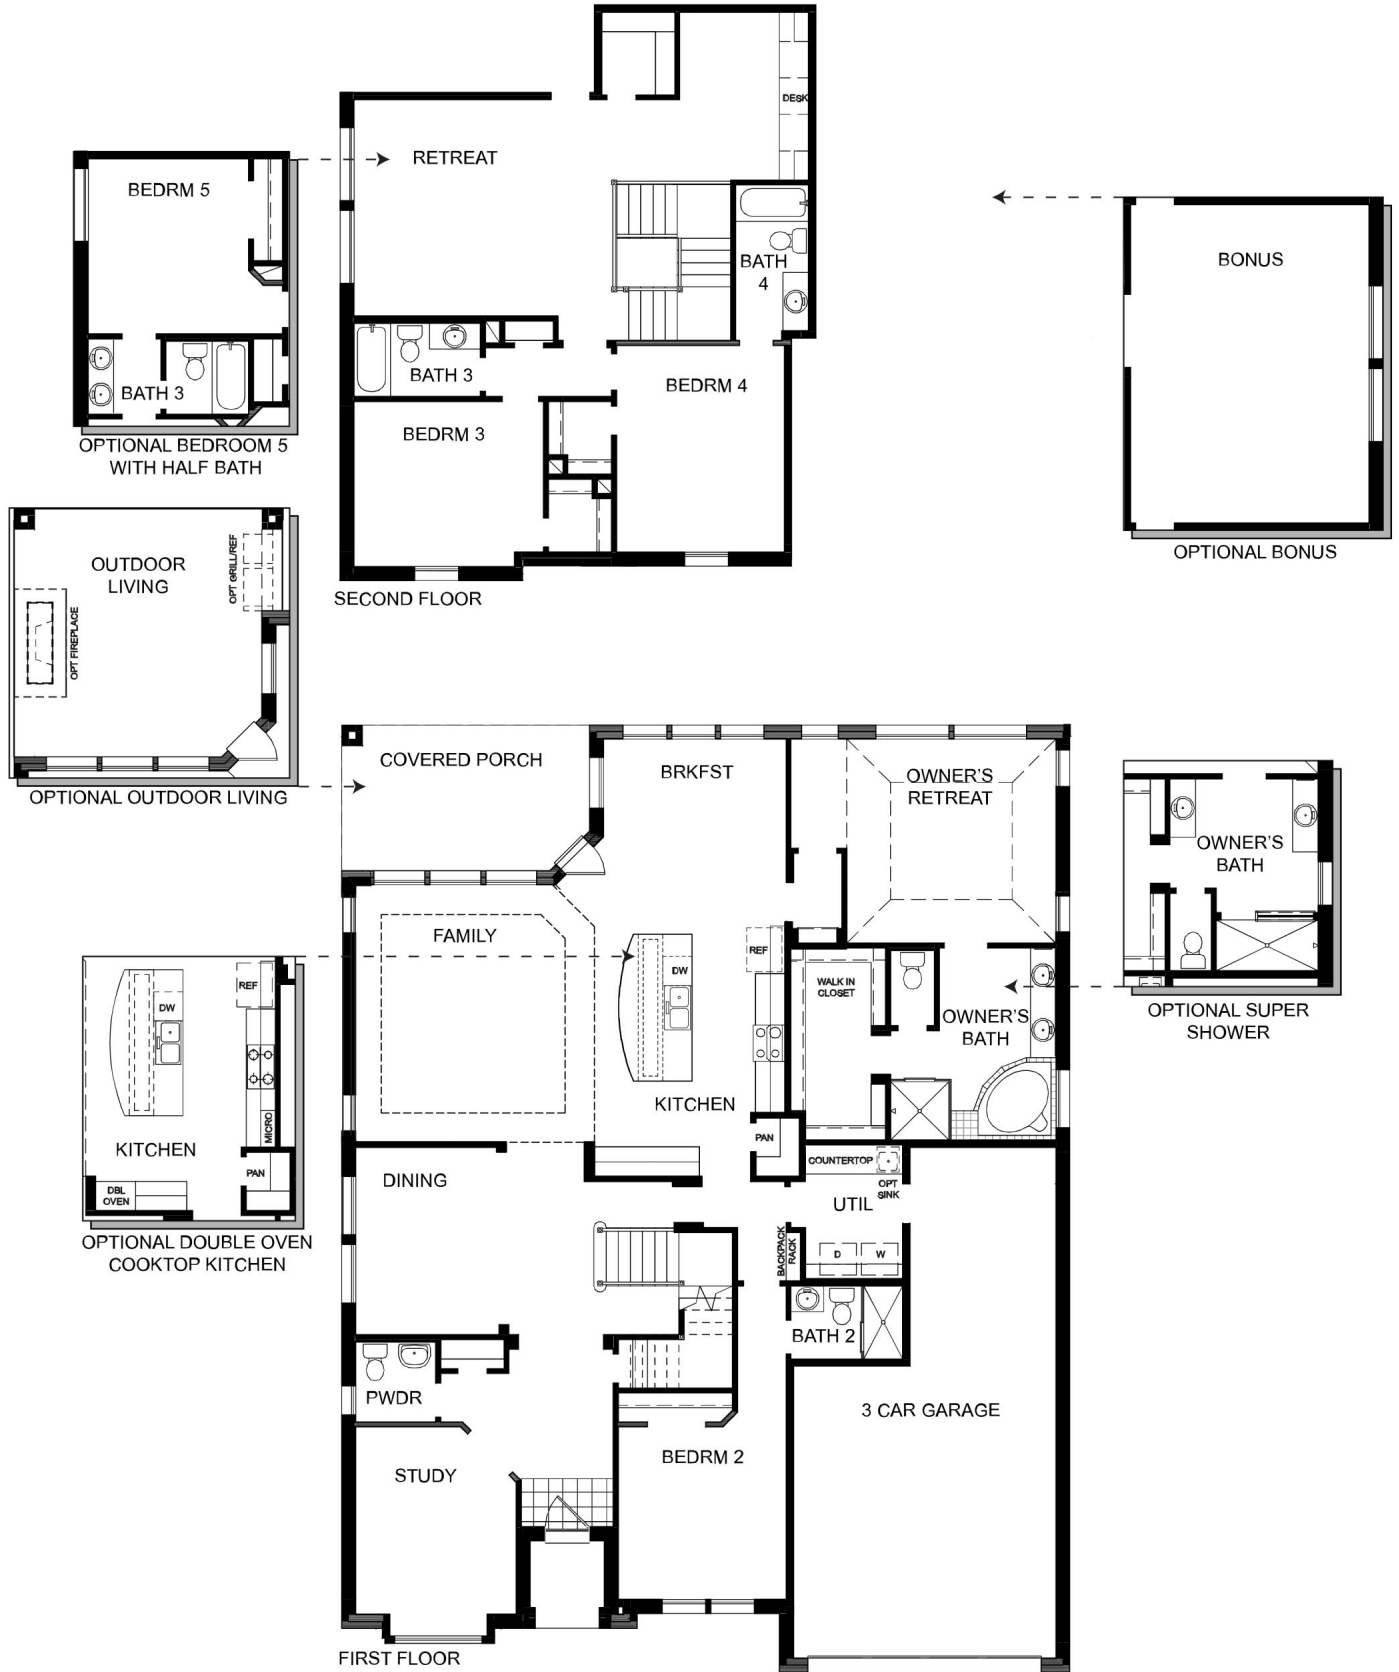 DESK
RETREAT
BEDRM 5
BATH 3
OPTIONAL BEDROOM 5
WITH HALF BATH
BATH
4
BATH 3
BEDRM 4
BEDRM 3
SECOND FLOOR
BONUS
OPTIONAL BONUS
OUTDOOR
LIVING
OPT GRILL/REF
OPT FIREPLACE
OPTIONAL OUTDOOR LIVING
COVERED PORCH
BRKFST
OWNER'S
RETREAT
OWNER'S
BATH
OPTIONAL SUPER
SHOWER
FAMILY
REF
DW
WALK IN
CLOSET
OWNER'S
BATH
KITCHEN
PAN
REF
DW
MICRO
KITCHEN
PAN
DBL
OVEN
OPTIONAL DOUBLE OVEN
COOKTOP KITCHEN
DINING
COUNTERTOP
OPT
SINK
UTIL
BACKPACK
RACK
D
W
BATH 2
PWDR
3 CAR GARAGE
BEDRM 2
STUDY
FIRST FLOOR